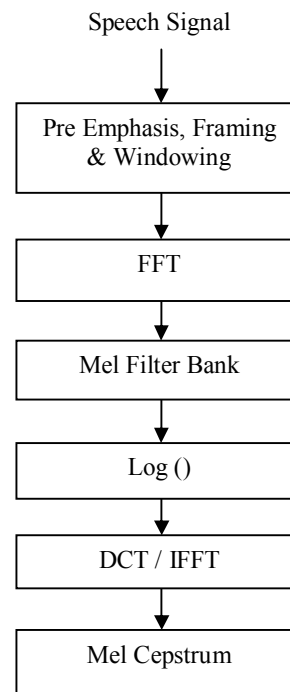 Speech Signal
Pre Emphasis, Framing
& Windowing
FFT
Mel Filter Bank
Log ()
DCT / IFFT
Mel Cepstrum